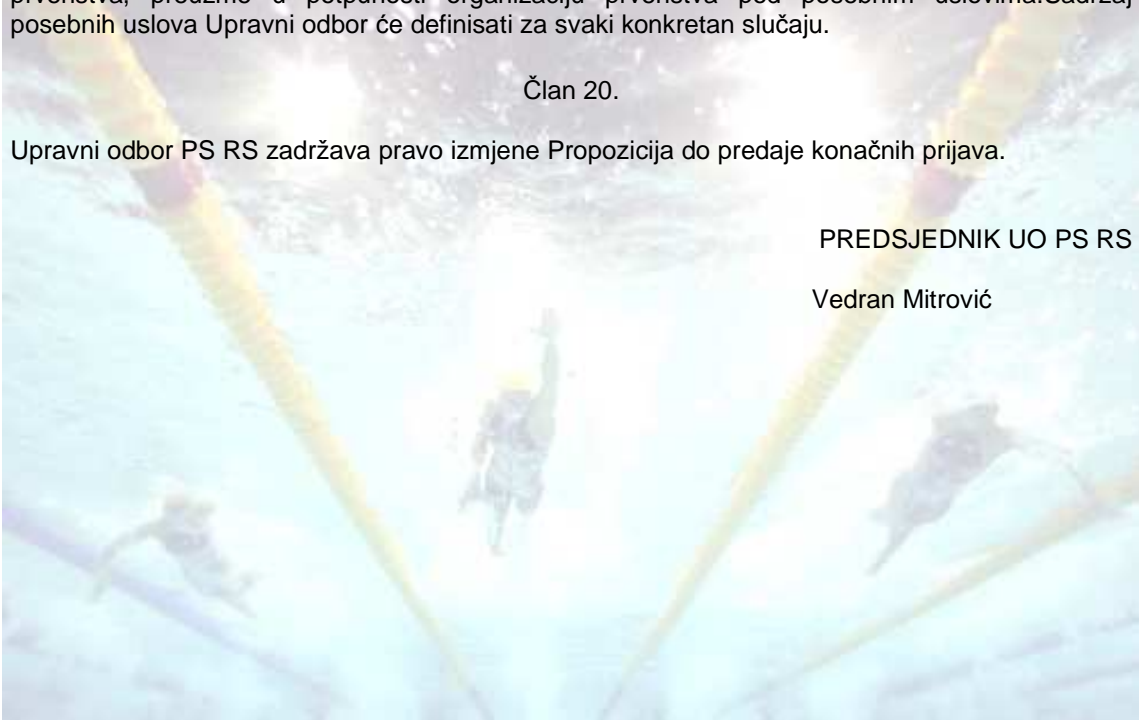 prvenstva, preuzme u potpunosti organizaciju prvenstva pod posebnim uslovima.Sadržaj
posebnih uslova Upravni odbor će definisati za svaki konkretan slučaju.
Član 20.
Upravni odbor PS RS zadržava pravo izmjene Propozicija do predaje konačnih prijava.
PREDSJEDNIK UO PS RS
Vedran Mitrović